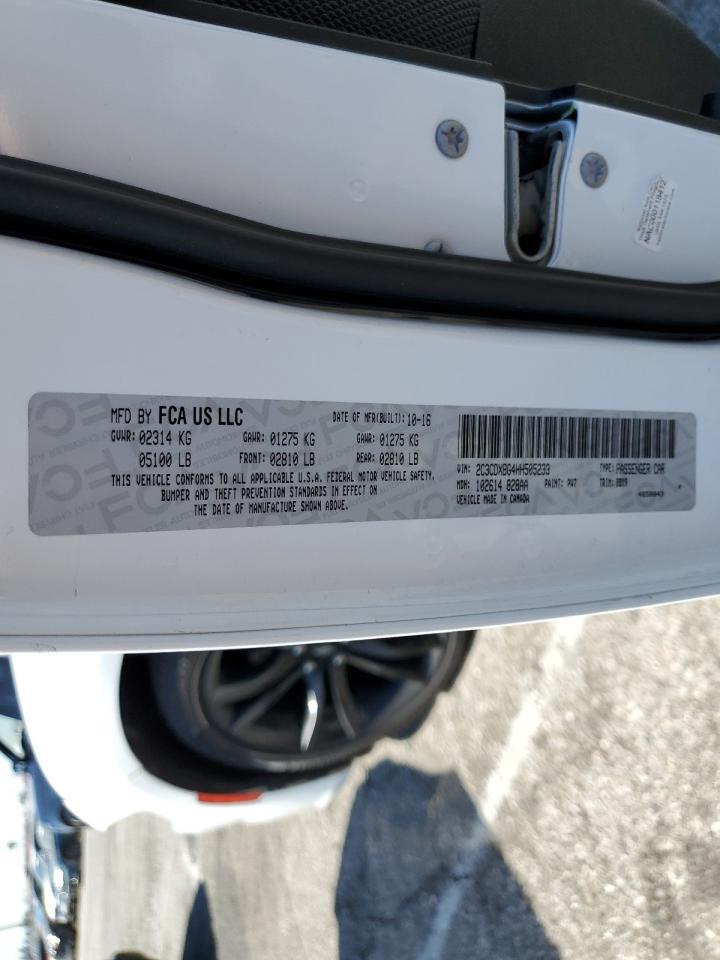 NAC000118412
MFD BY FCA US LLC DATE OF MFR(BUILT): 10-16
GVWR: 02314 KG GAWR: 01275 KG GAWR: 01275 KG
05100 LB FRONT: 02810 LB REAR: 02810 LB
THIS VEHICLE CONFORMS TO ALL APPLICABLE U.S.A. FEDERAL MOTOR VEHICLE SAFETY,
BUMPER AND THEFT PREVENTION STANDARDS IN EFFECT ON
THE DATE OF MANUFACTURE SHOWN ABOVE.
VIN: 2C3CDXBG4HH505233 TYPE: PASSENGER CAR
MDH: 102614 828AA PAINT: PW7 TRIM:
VEHICLE MADE IN CANADA